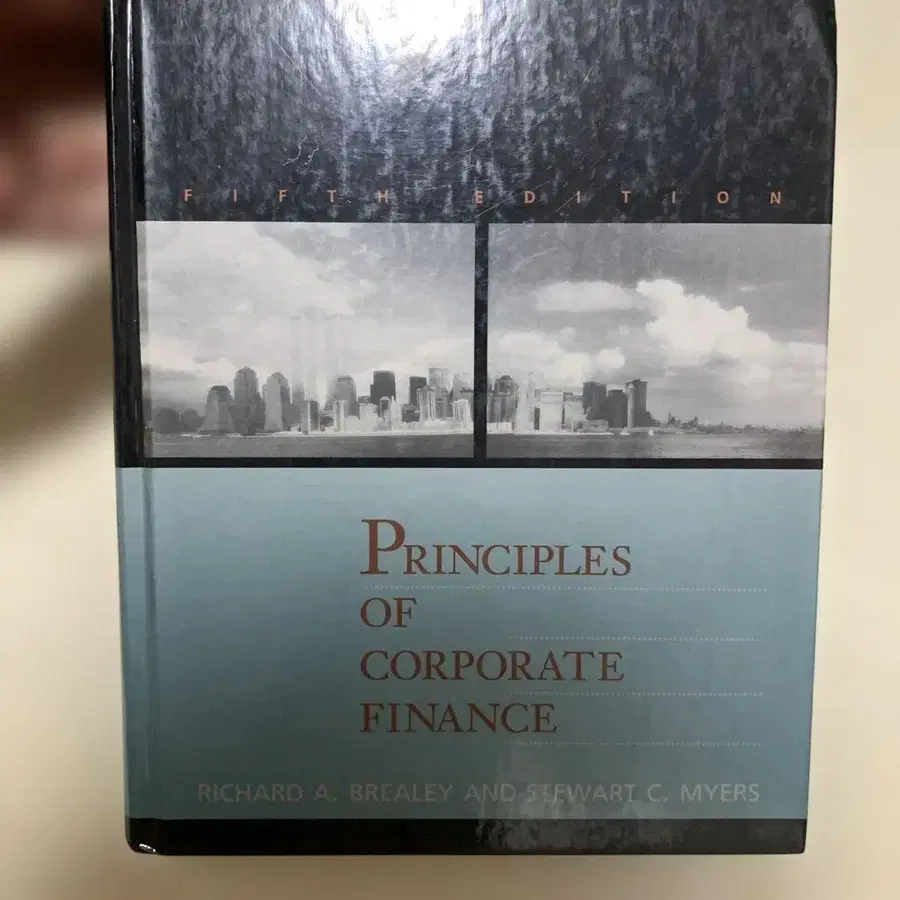 FIFTH EDITION
PRINCIPLES
OF
CORPORATE
FINANCE
RICHARD A. BREALEY AND STEWART C. MYERS